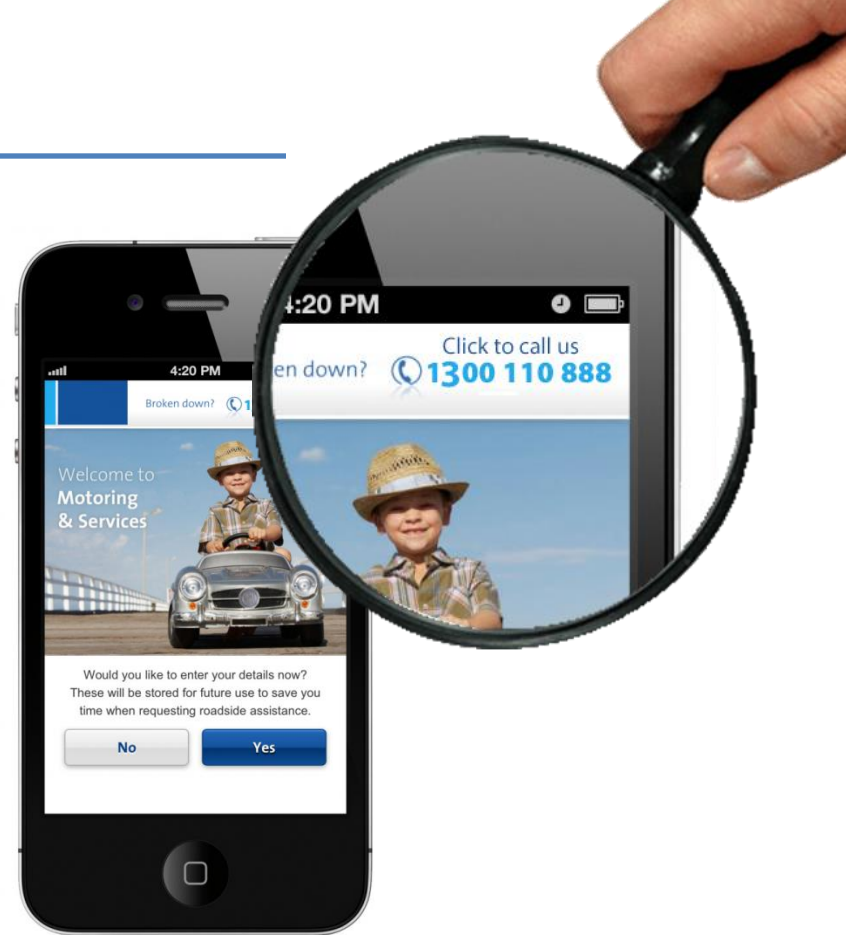 4:20 PM
Broken down? 1
Welcome to
Motoring
& Services
Would you like to enter your details now?
These will be stored for future use to save you
time when requesting roadside assistance.
No
Yes
4:20 PM
en down?
Click to call us
1300 110 888